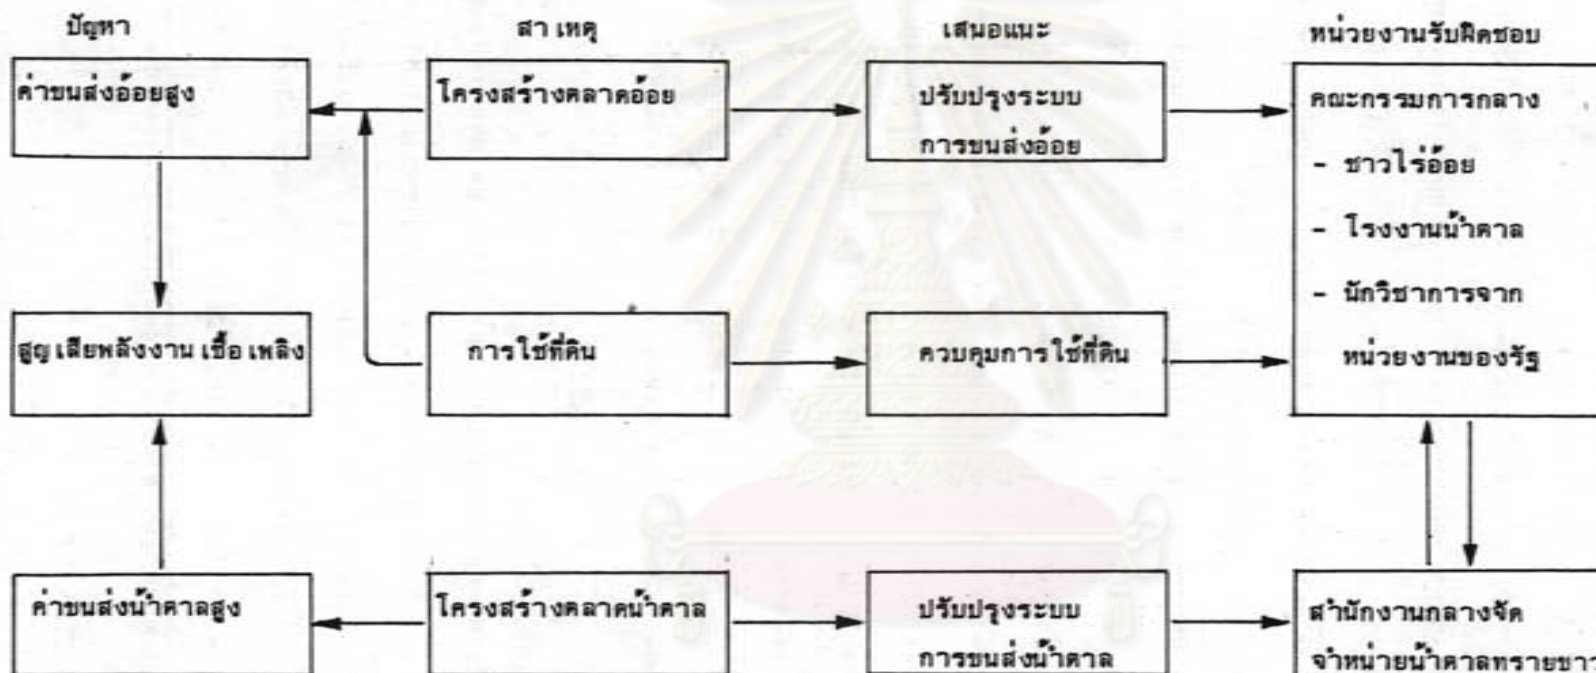 ปัญหา
สาเหตุ
เสนอแนะ
หน่วยงานรับผิดชอบ
ค่าขนส่งอ้อยสูง
โครงสร้างตลาดอ้อย
ปรับปรุงระบบ
การขนส่งอ้อย
คณะกรรมการกลาง
- ชาวไร่อ้อย
- โรงงานน้ำตาล
- นักวิชาการจาก
หน่วยงานของรัฐ
สูญเสียพลังงานเชื้อเพลิง
การใช้ที่ดิน
ควบคุมการใช้ที่ดิน
ค่าขนส่งน้ำตาลสูง
โครงสร้างตลาดน้ำตาล
ปรับปรุงระบบ
การขนส่งน้ำตาล
สำนักงานกลางจัด
จำหน่ายน้ำตาลทรายขาว